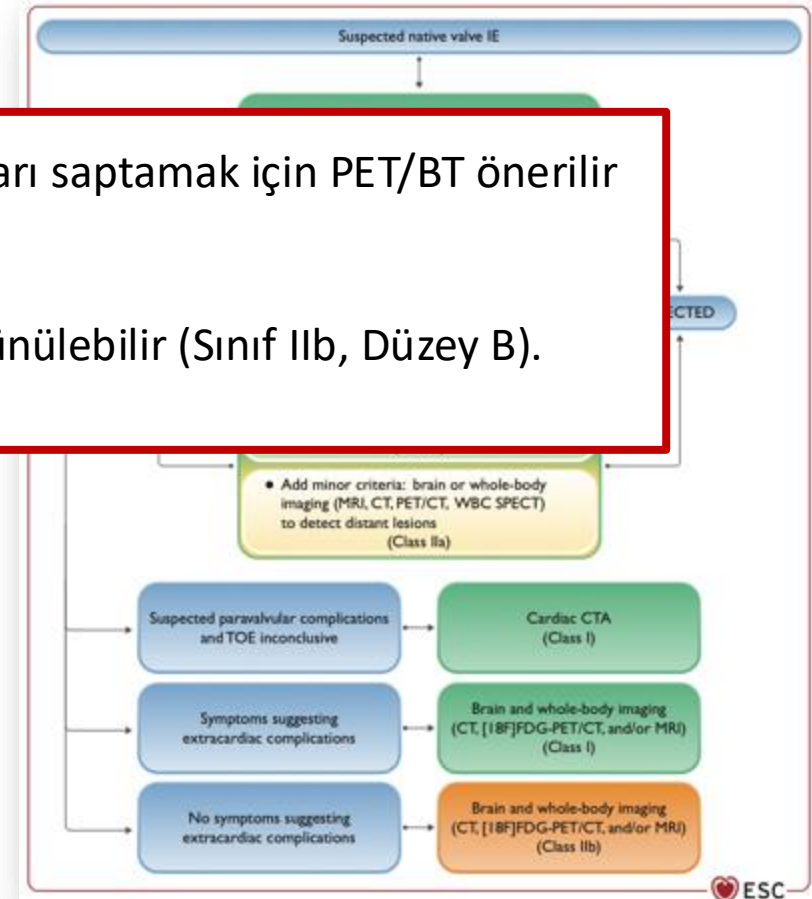 Suspected native valve IE
arı saptamak için PET/BT önerilir
CTED
ünülebilir (Sınıf IIb, Düzey B).
• Add minor criteria: brain or whole-body
imaging (MRI, CT, PET/CT, WBC SPECT)
to detect distant lesions
(Class IIa)
Suspected paravalvular complications
and TOE inconclusive
Cardiac CTA
(Class I)
Symptoms suggesting
extracardiac complications
Brain and whole-body imaging
(CT, [18F]FDG-PET/CT, and/or MRI)
(Class I)
No symptoms suggesting
extracardiac complications
Brain and whole-body imaging
(CT, [18F]FDG-PET/CT, and/or MRI)
(Class IIb)
ESC